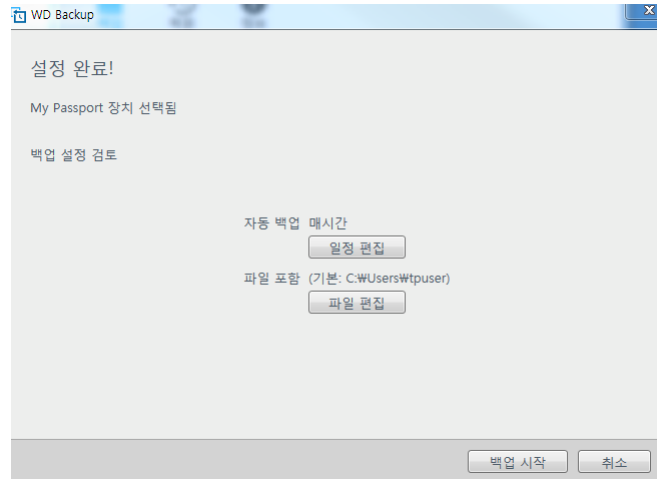 WD Backup
X
설정 완료!
My Passport 장치 선택됨
백업 설정 검토
자동 백업 매시간
일정 편집
파일 포함 (기본: C:₩Users₩tpuser)
파일 편집
백업 시작 취소